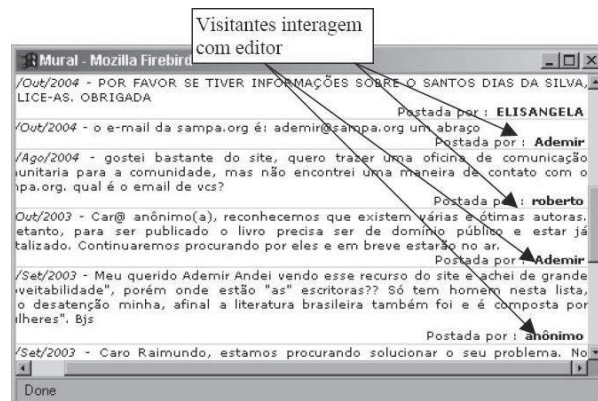 Visitantes interagem
com editor
Mural - Mozilla Firebird
/Out/2004 - POR FAVOR SE TIVER INFORMAÇÕES SOBRE O SANTOS DIAS DA SILVA,
LICE-AS. OBRIGADA
Postada por : ELISANGELA
/Out/2004 - o e-mail da sampa.org é: ademir@sampa.org um abraço
Postada por : Ademir
/Ago/2004 - gostei bastante do site, quero trazer uma oficina de comunicação
unitaria para a comunidade, mas não encontrei uma maneira de contato com o
pa.org. qual é o email de vcs?
Postada por : roberto
Out/2003 - Car@ anônimo(a), reconhecemos que existem várias e ótimas autoras.
etanto, para ser publicado o livro precisa ser de domínio público e estar já
talizado. Continuaremos procurando por eles e em breve estarão no ar.
Postada por : Ademir
/Set/2003 - Meu querido Ademir Andei vendo esse recurso do site e achei de grande
veitabilidade", porém onde estão "as" escritoras?? Só tem homem nesta lista,
o desatenção minha, afinal a literatura brasileira também foi e é composta por
lheres". Bjs
Postada por : anônimo
/Set/2003 - Caro Raimundo, estamos procurando solucionar o seu problema. No
Done